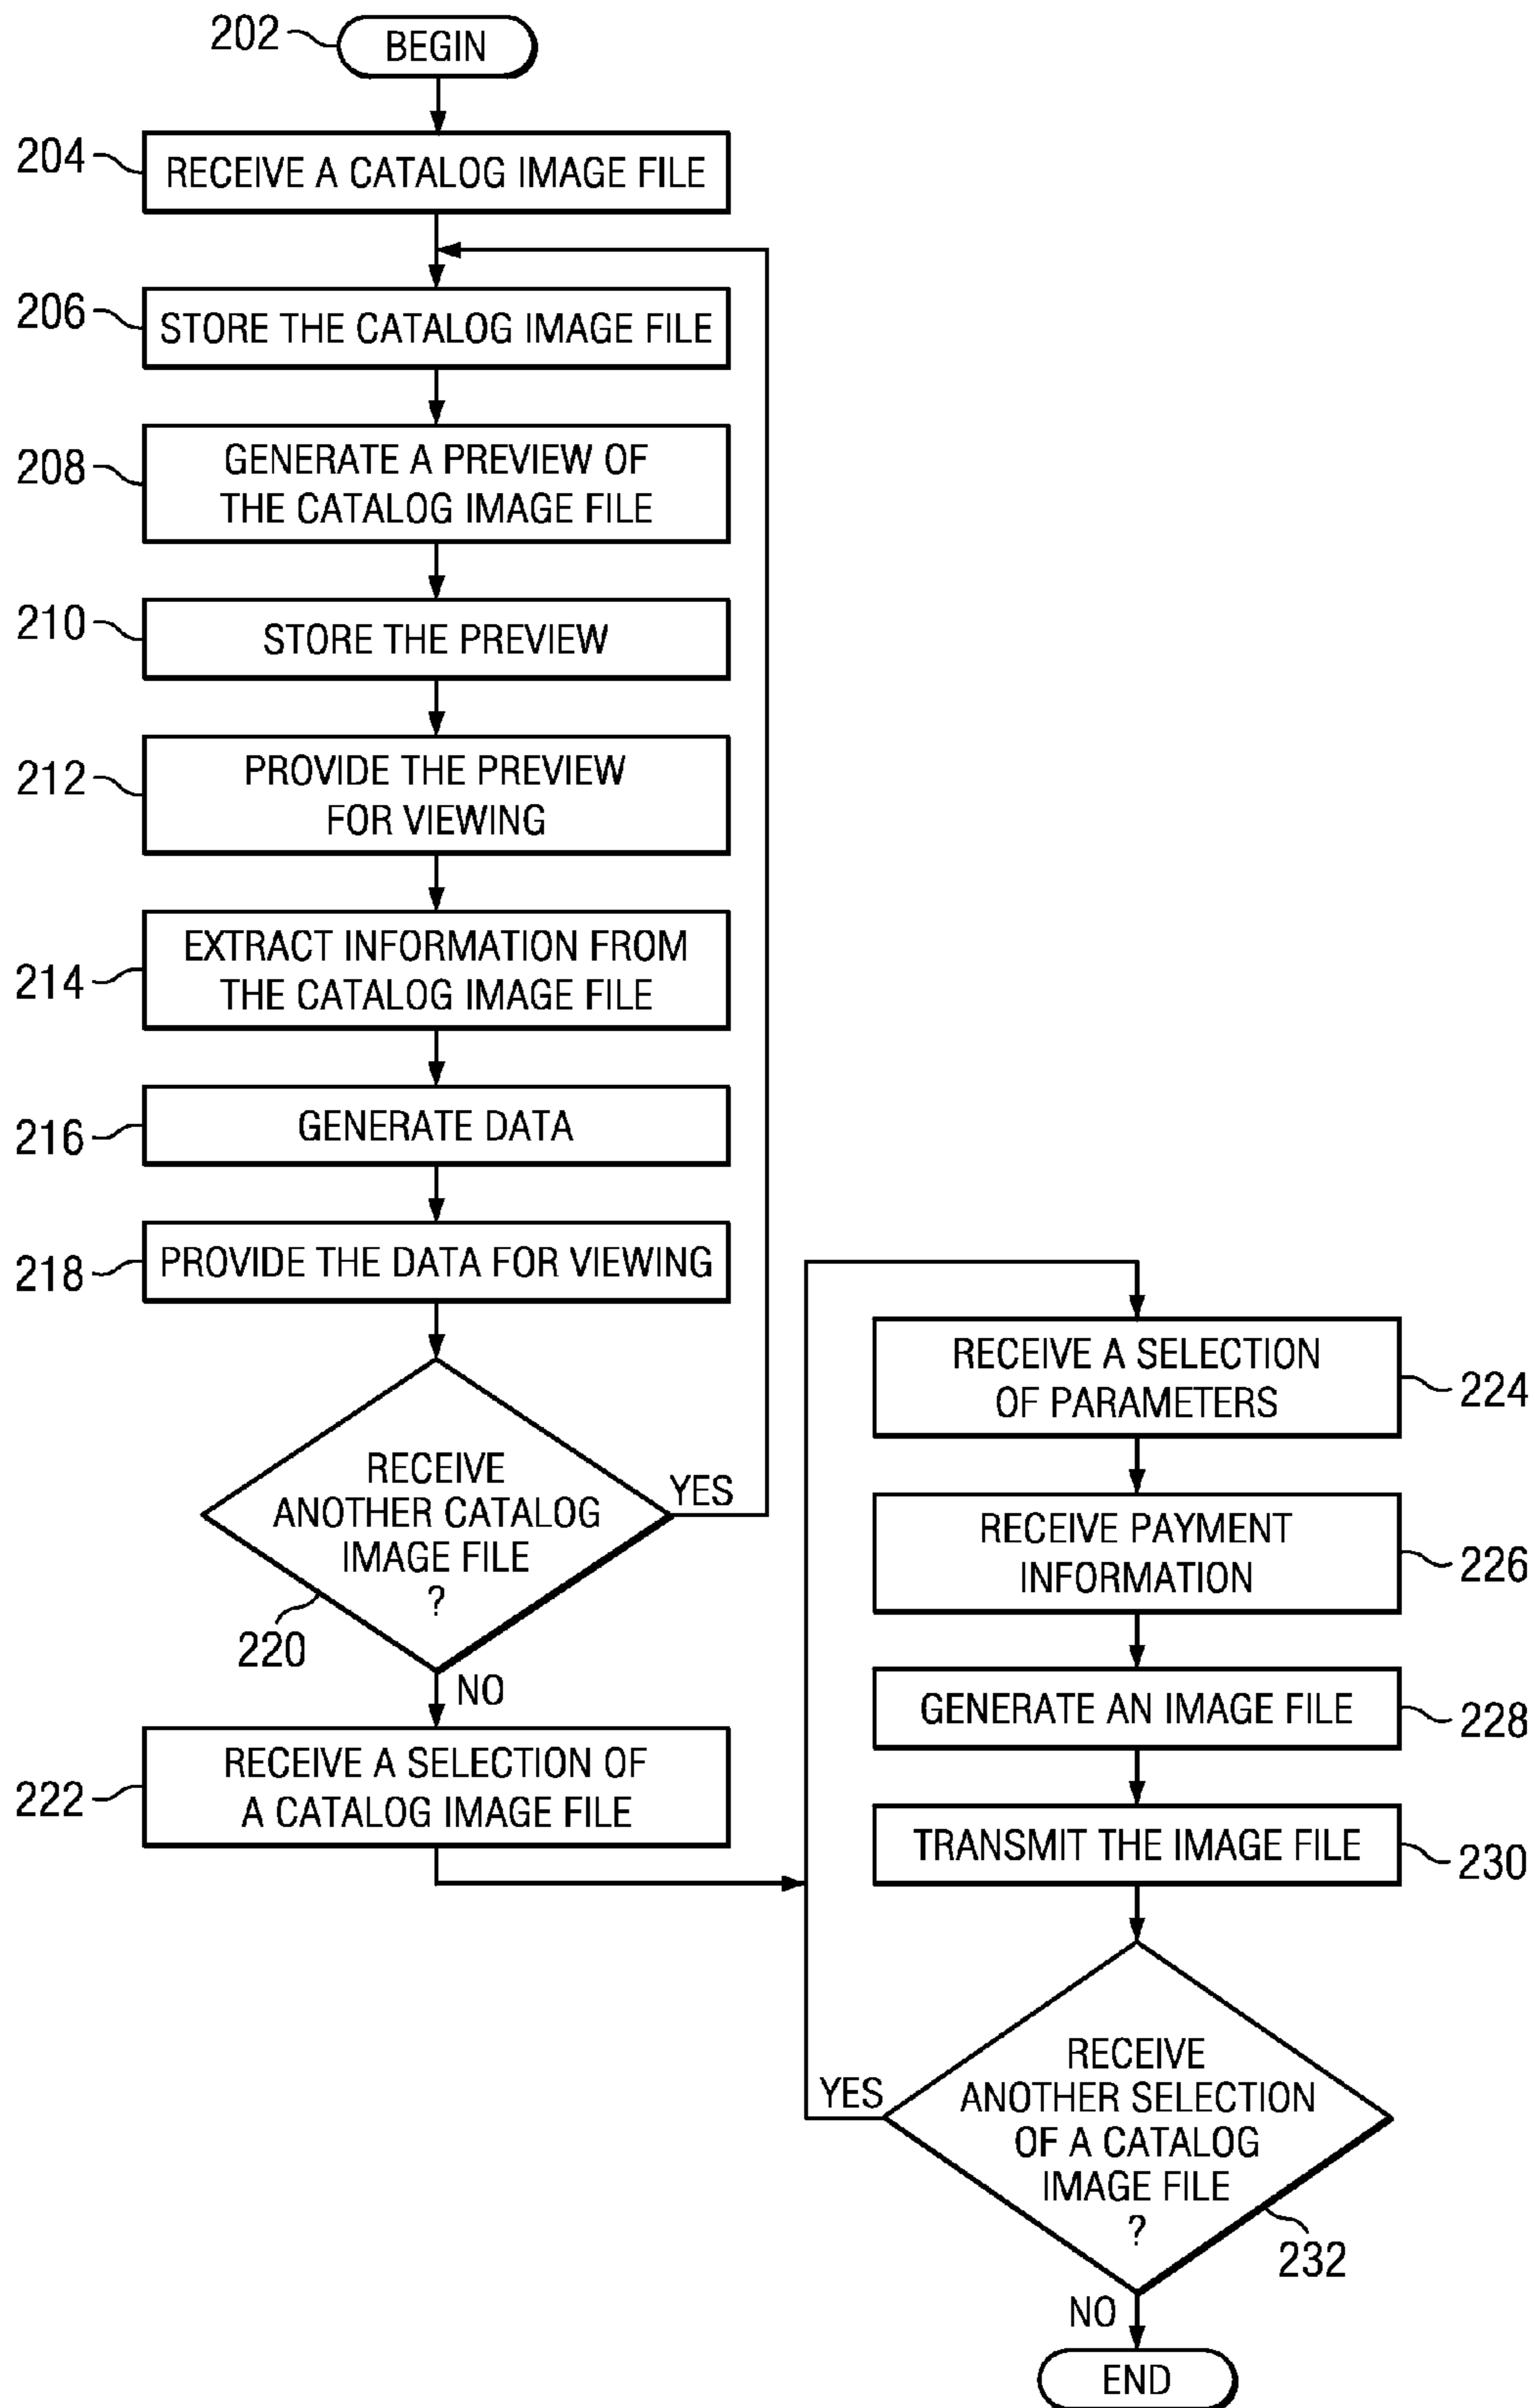 202
BEGIN
204
RECEIVE A CATALOG IMAGE FILE
206
STORE THE CATALOG IMAGE FILE
208
GENERATE A PREVIEW OF
THE CATALOG IMAGE FILE
210
STORE THE PREVIEW
212
PROVIDE THE PREVIEW
FOR VIEWING
214
EXTRACT INFORMATION FROM
THE CATALOG IMAGE FILE
216
GENERATE DATA
218
PROVIDE THE DATA FOR VIEWING
RECEIVE
ANOTHER CATALOG
IMAGE FILE
?
YES
220
NO
222
RECEIVE A SELECTION OF
A CATALOG IMAGE FILE
RECEIVE A SELECTION
OF PARAMETERS
224
RECEIVE PAYMENT
INFORMATION
226
GENERATE AN IMAGE FILE
228
TRANSMIT THE IMAGE FILE
230
YES
RECEIVE
ANOTHER SELECTION
OF A CATALOG
IMAGE FILE
?
232
NO
END